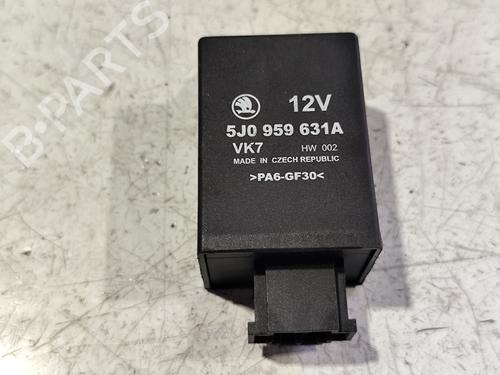 12V
5J0 959 631A
VK7 HW 002
MADE IN CZECH REPUBLIC
>PA6-GF30<
B-PARTS